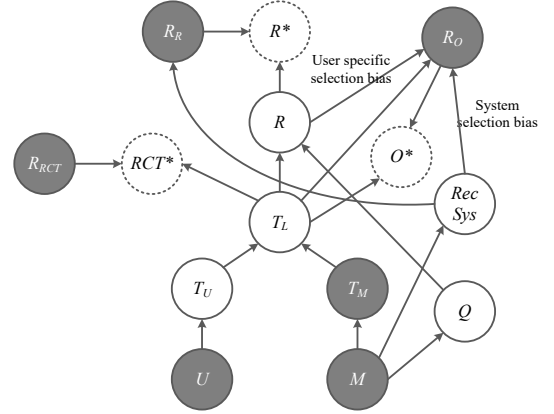 R_R
R*
R_O
User specific
selection bias
System
selection bias
R
R_RCT
RCT*
O*
Rec
Sys
T_L
T_U
T_M
Q
U
M